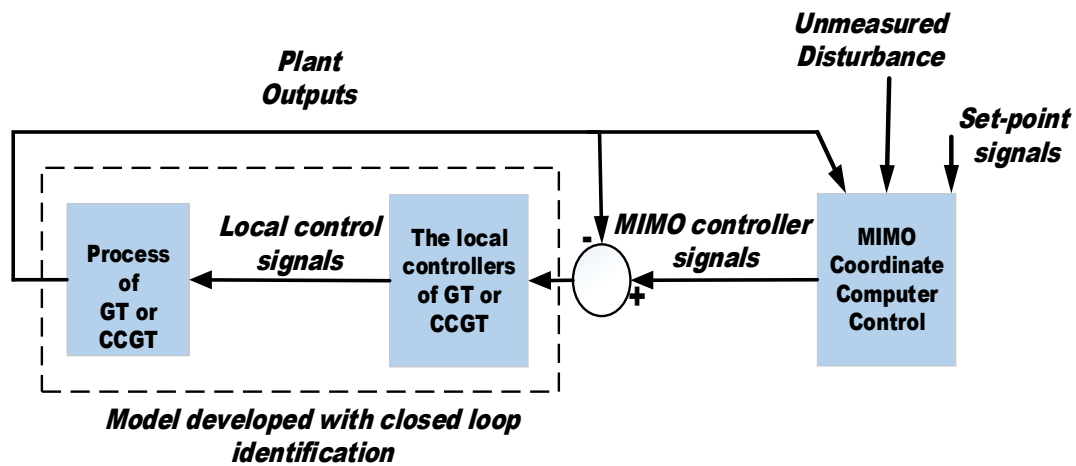 Unmeasured
Disturbance
Plant
Outputs
Set-point
signals
Process
of
GT or
CCGT
Local control
signals
The local
controllers
of GT or
CCGT
-
+
MIMO controller
signals
MIMO
Coordinate
Computer
Control
Model developed with closed loop
identification